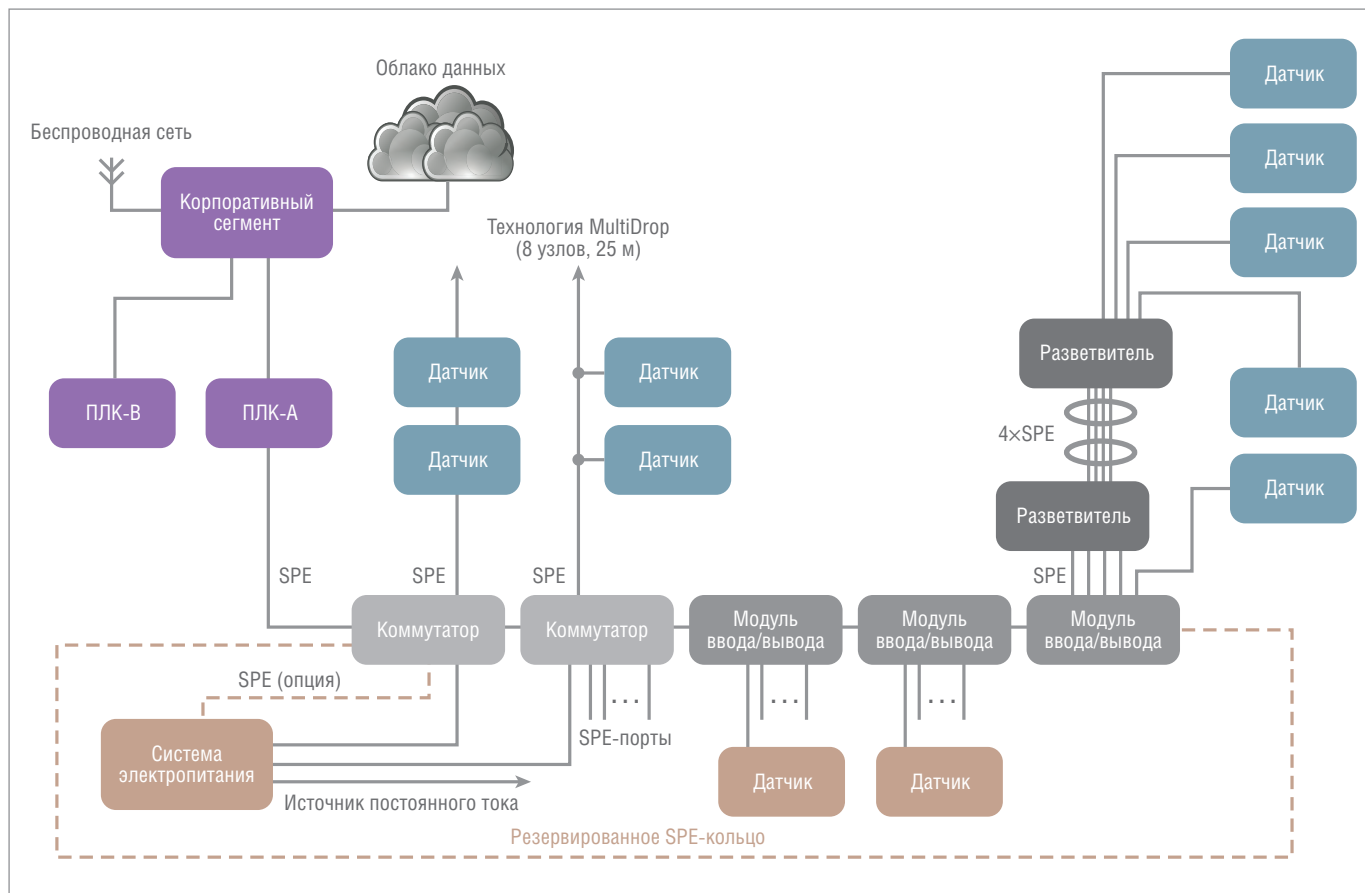 Облако данных
Беспроводная сеть
Корпоративный
сегмент
Технология MultiDrop
(8 узлов, 25 м)
Датчик
Датчик
Датчик
Разветвитель
ПЛК-В
ПЛК-А
Датчик
Датчик
Датчик
4×SPE
Датчик
Датчик
Датчик
Разветвитель
SPE
SPE
SPE
SPE
Коммутатор
Коммутатор
Модуль
ввода/вывода
Модуль
ввода/вывода
Модуль
ввода/вывода
SPE (опция)
...
...
...
SPE-порты
Система
электропитания
Датчик
Датчик
Источник постоянного тока
Резервированное SPE-кольцо